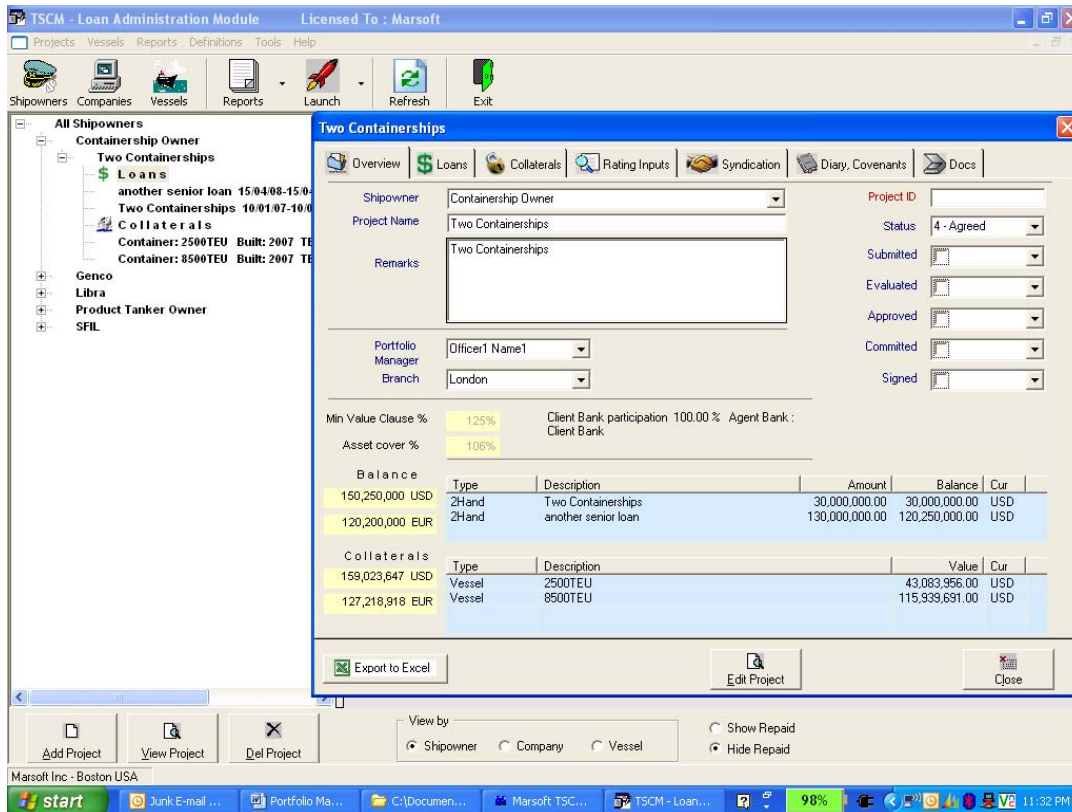 TSCM - Loan Administration Module Licensed To : Marsoft
Projects Vessels Reports Definitions Tools Help
Shipowners Companies Vessels Reports Launch Refresh Exit
All Shipowners
Containership Owner
Two Containerships
$ Loans
another senior loan 15/04/08-15/04
Two Containerships 10/01/07-10/0
Collaterals
Container: 2500TEU Built: 2007 TE
Container: 8500TEU Built: 2007 TE
Genco
Libra
Product Tanker Owner
SFIL
Two Containerships
Overview $ Loans Collaterals Rating Inputs Syndication Diary, Covenants Docs
Shipowner Containership Owner
Project Name Two Containerships
Remarks Two Containerships
Project ID
Status 4 - Agreed
Submitted
Evaluated
Approved
Committed
Signed
Portfolio Manager Officer1 Name1
Branch London
Min Value Clause % 125%
Asset cover % 106%
Client Bank participation 100.00 % Agent Bank :
Client Bank
Balance
150,250,000 USD
120,200,000 EUR
Type Description Amount Balance Cur
2Hand Two Containerships 30,000,000.00 30,000,000.00 USD
2Hand another senior loan 130,000,000.00 120,250,000.00 USD
Collaterals
159,023,647 USD
127,218,918 EUR
Type Description Value Cur
Vessel 2500TEU 43,083,956.00 USD
Vessel 8500TEU 115,939,691.00 USD
Export to Excel Edit Project Close
Add Project View Project Del Project
View by
Shipowner Company Vessel
Show Repaid
Hide Repaid
Marsoft Inc - Boston USA
start Junk E-mail ... Portfolio Ma... C:\Documen... Marsoft TSC... TSCM - Loan... 98% 11:32 PM